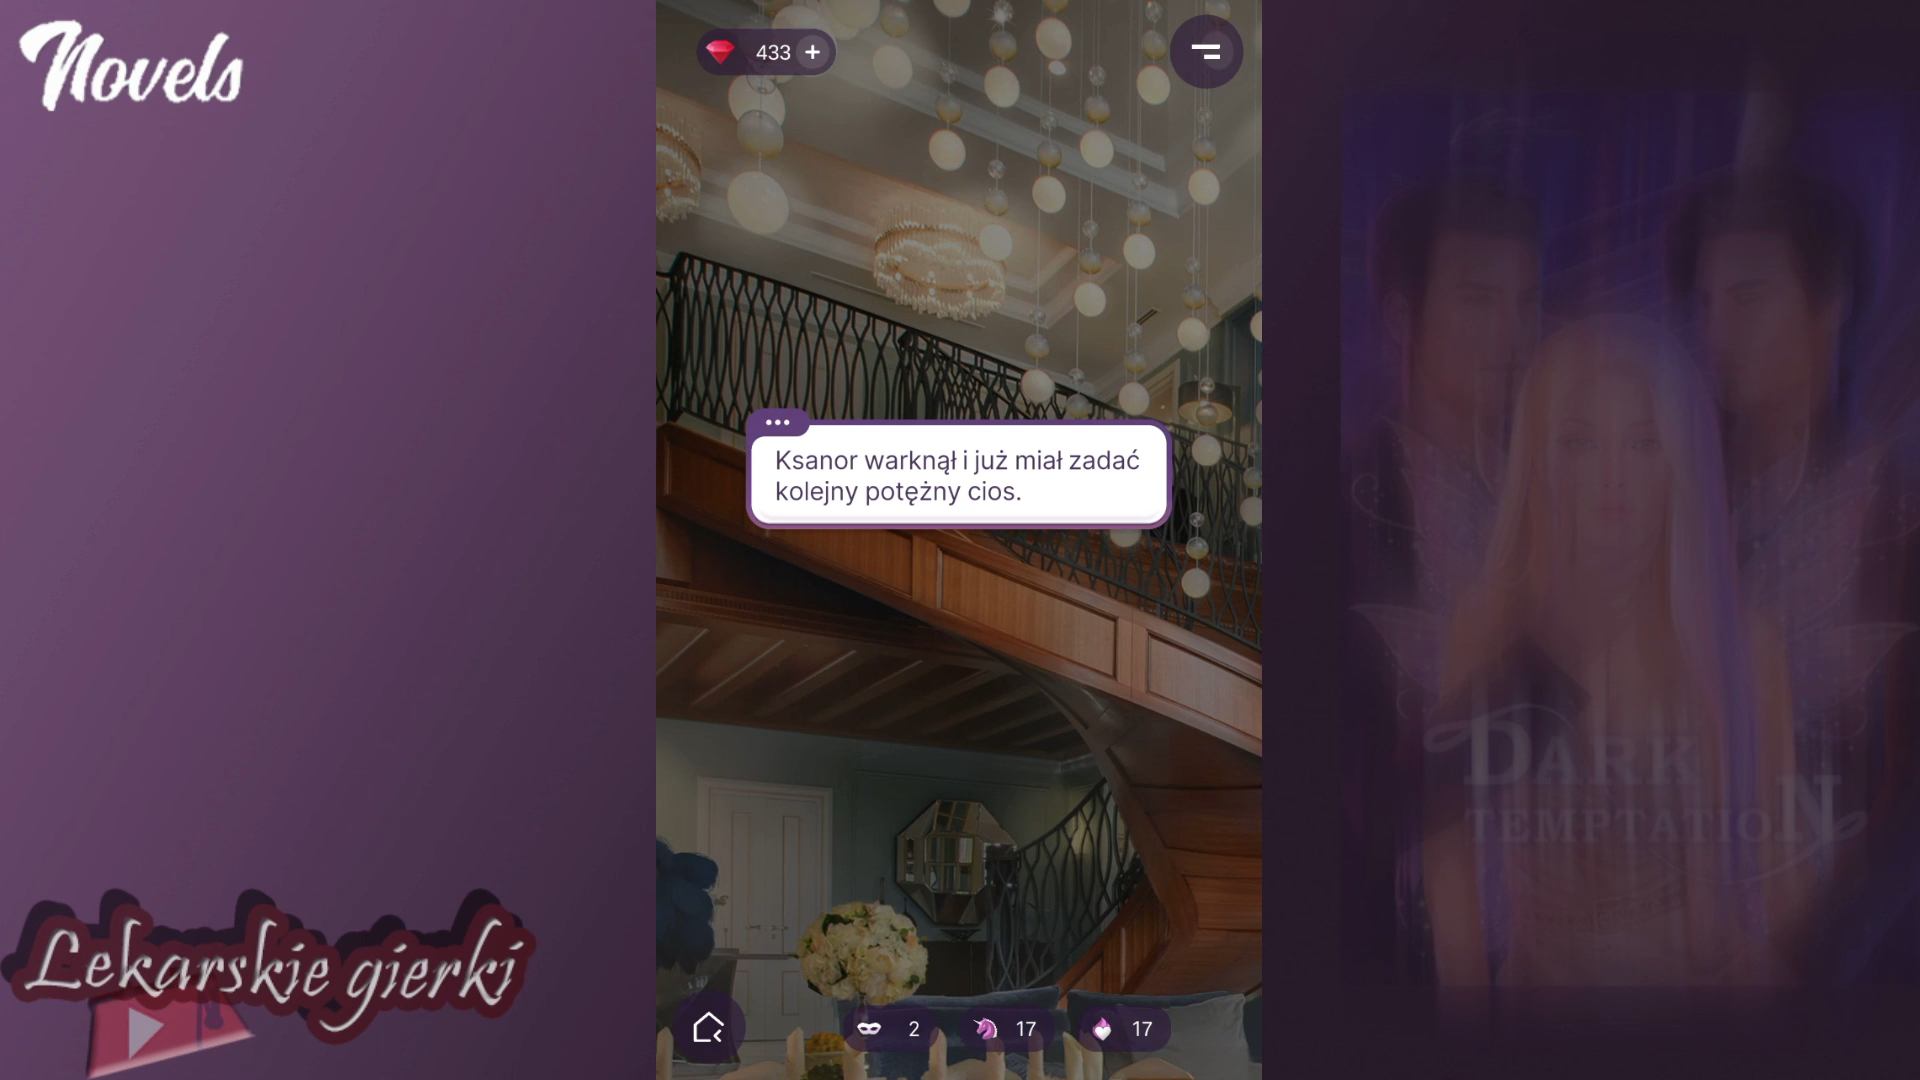 Novels
433 +
Ksanor warknął i już miał zadać
kolejny potężny cios.
DARK
TEMPTATION
Lekarskie gierki
2
17
17